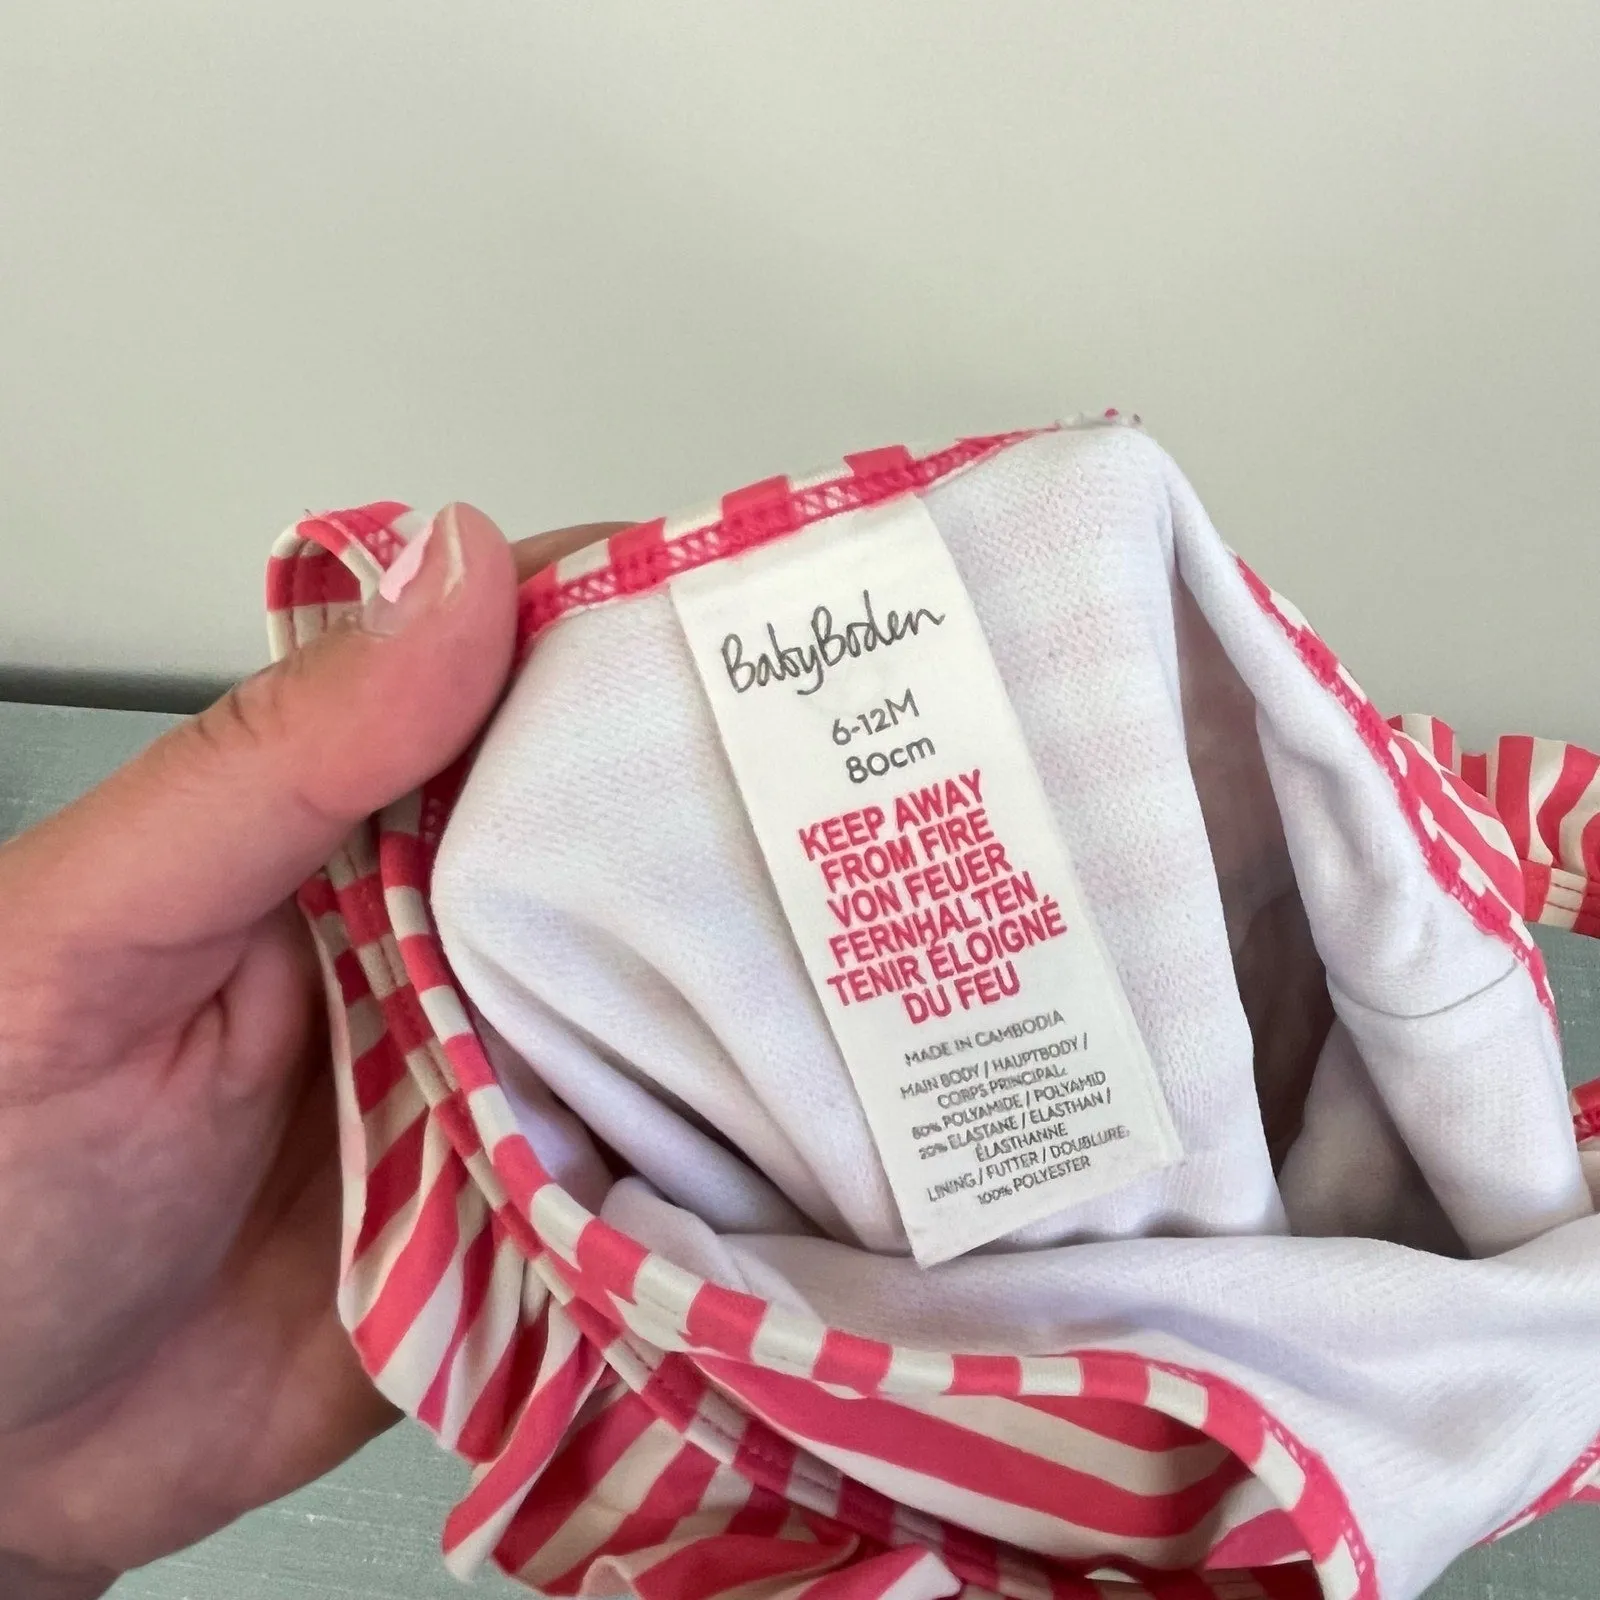 BabyBoden
6-12M
80cm
KEEP AWAY
FROM FIRE
VON FEUER
FERNHALTEN
TENIR ÉLOIGNÉ
DU FEU
MADE IN CAMBODIA
MAIN BODY / HAUPTBODY /
CORPS PRINCIPAL:
80% POLYAMIDE / POLYAMID
20% ELASTANE / ELASTHAN /
ÉLASTHANNE
LINING / FUTTER / DOUBLURE:
100% POLYESTER